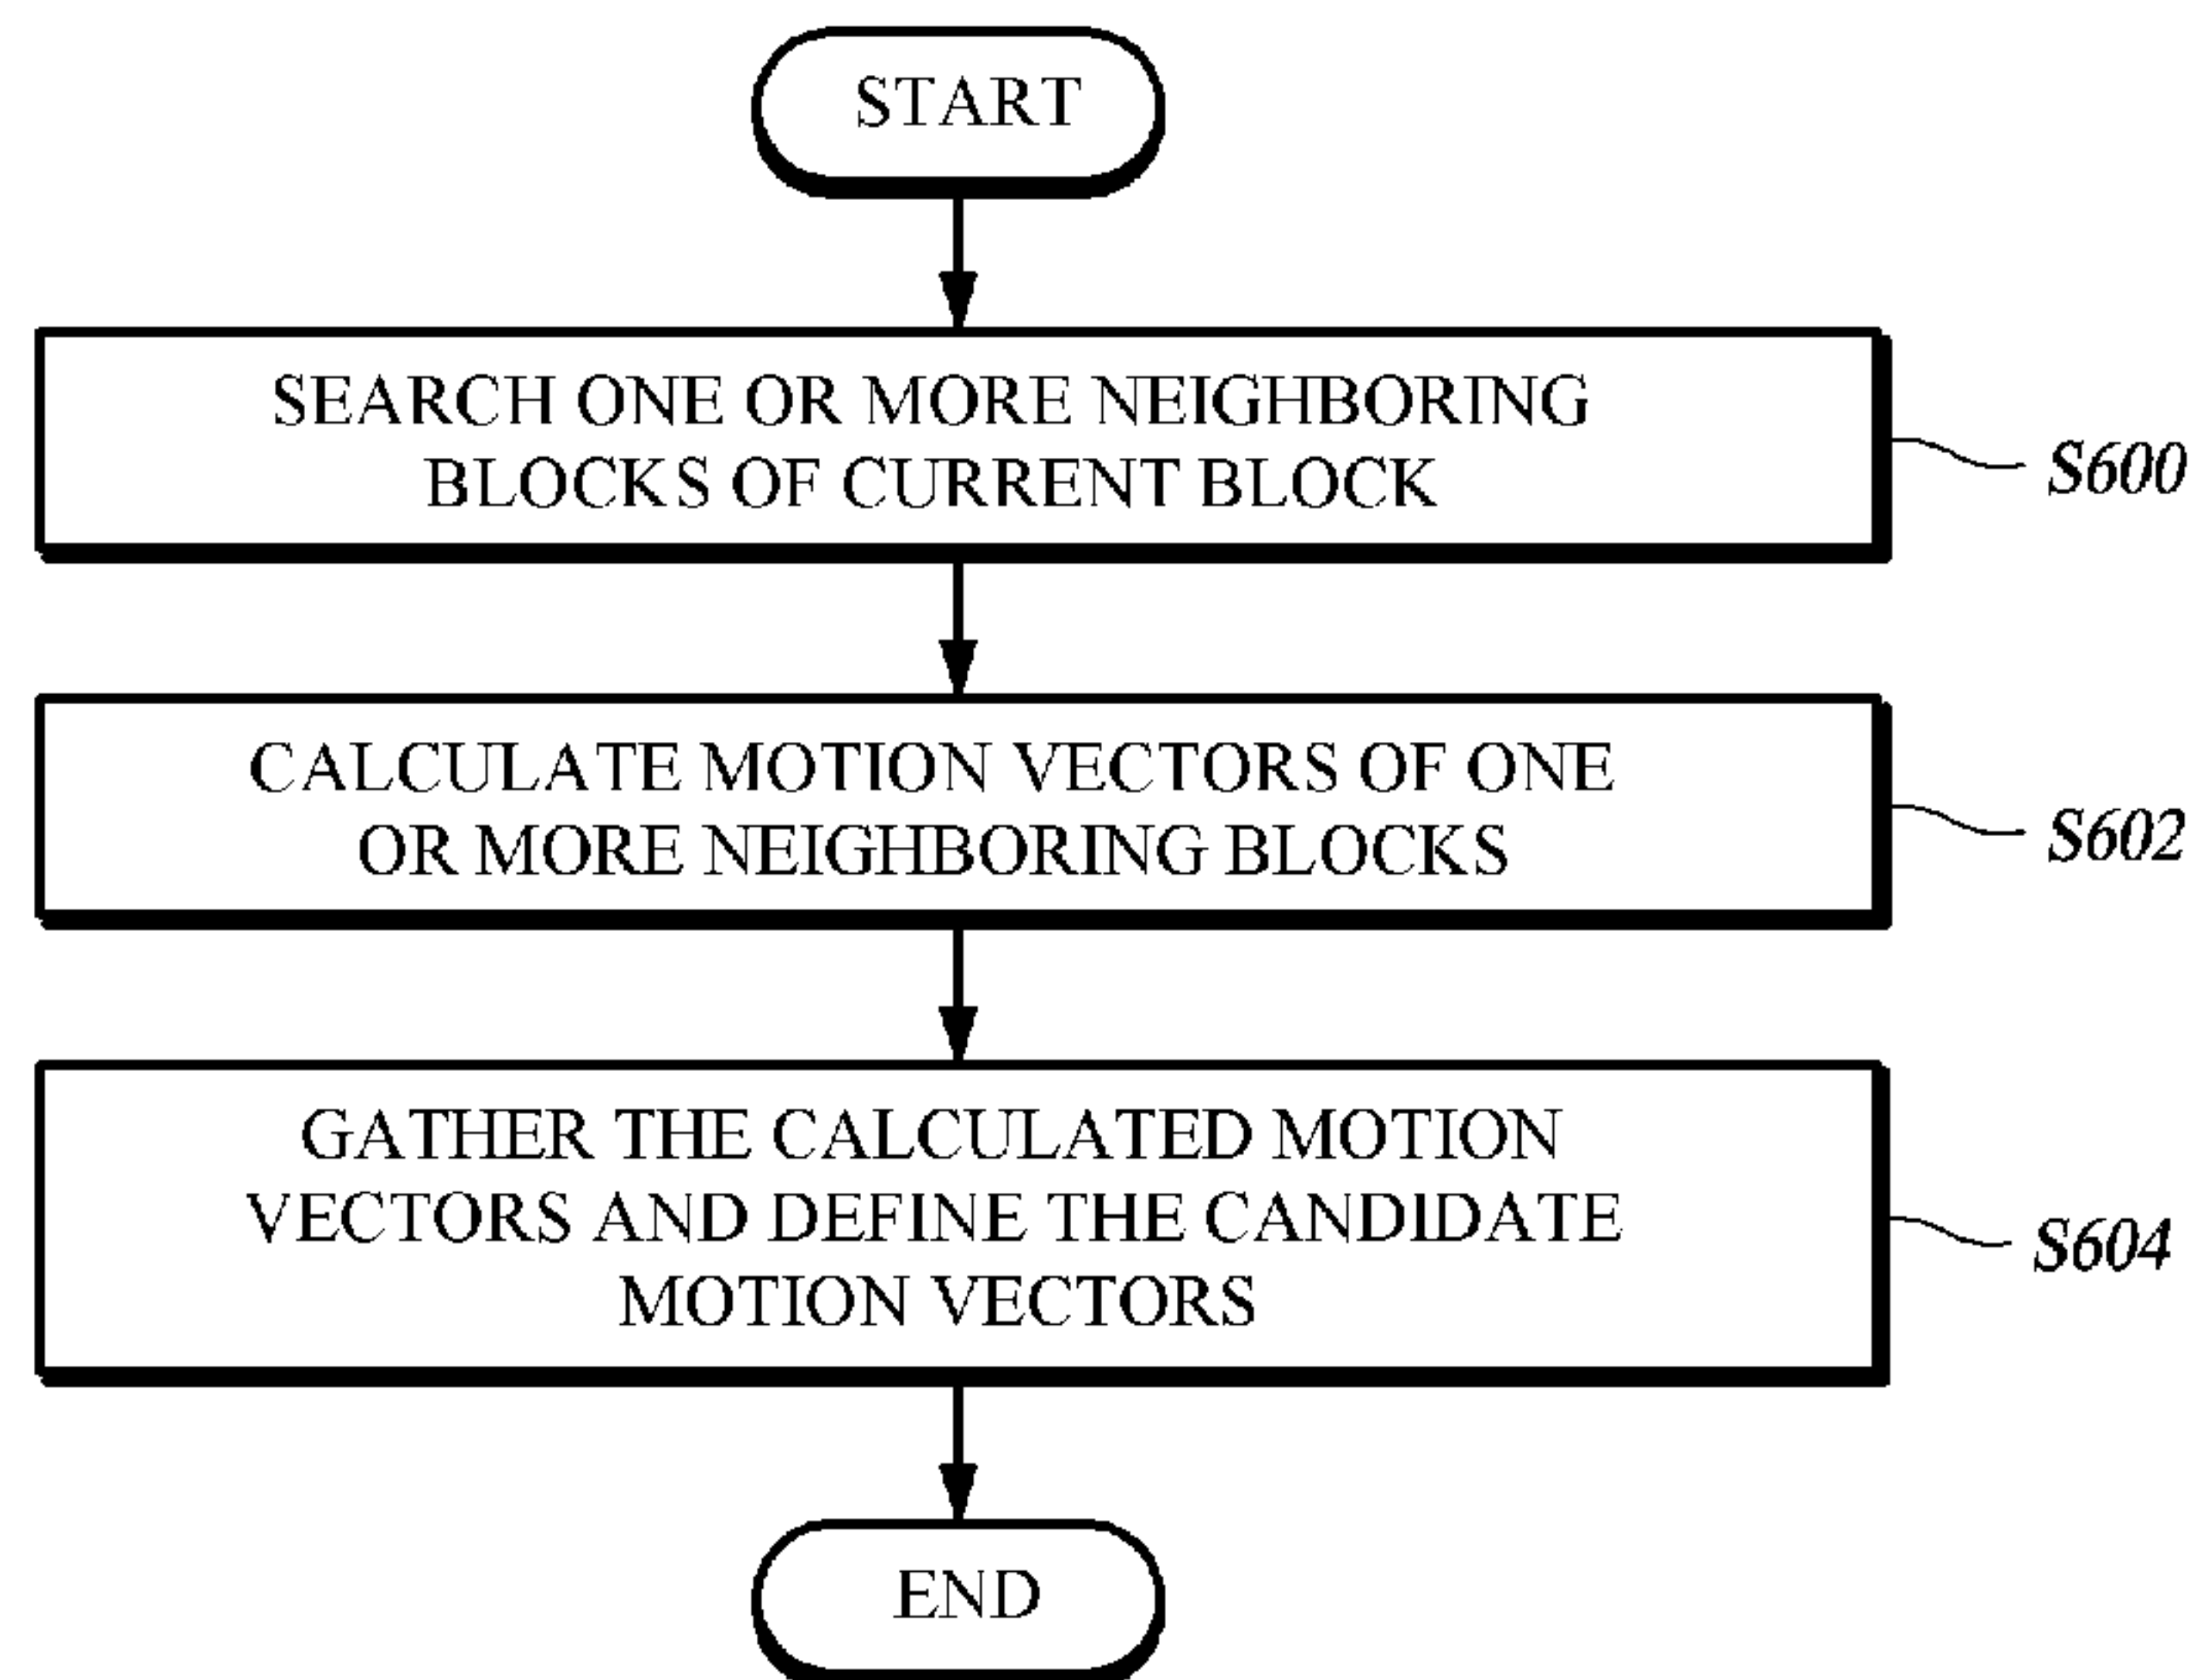 START
SEARCH ONE OR MORE NEIGHBORING
BLOCKS OF CURRENT BLOCK
S600
CALCULATE MOTION VECTORS OF ONE
OR MORE NEIGHBORING BLOCKS
S602
GATHER THE CALCULATED MOTION
VECTORS AND DEFINE THE CANDIDATE
MOTION VECTORS
S604
END